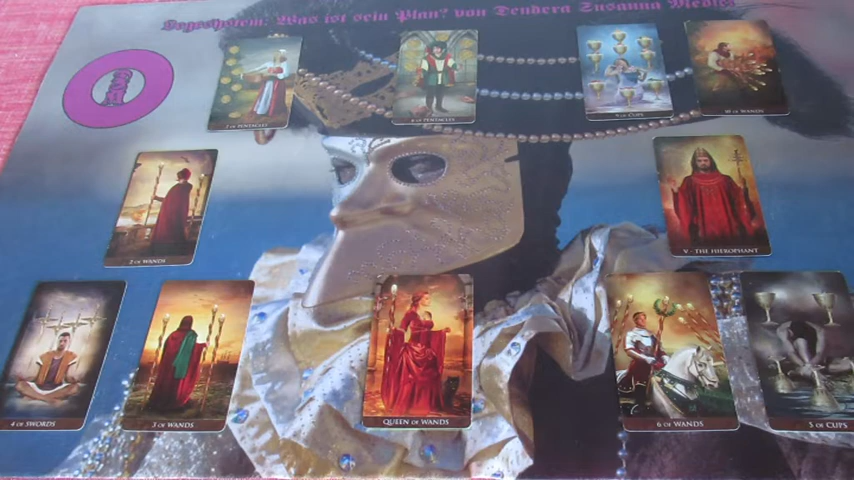 Legesystem: Was ist sein Plan? von Dendera Susanna Medici
7 OF PENTACLES
8 OF PENTACLES
9 OF CUPS
10 OF WANDS
2 OF WANDS
V - THE HIEROPHANT
4 OF SWORDS
3 OF WANDS
QUEEN OF WANDS
6 OF WANDS
5 OF CUPS